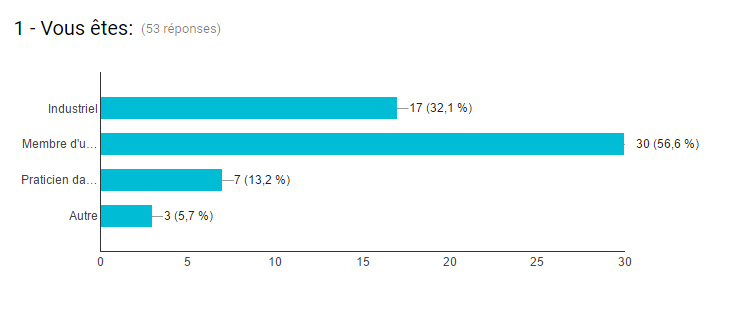 1 - Vous êtes: (53 réponses)
Industriel 17 (32,1 %)
Membre d'u... 30 (56,6 %)
Praticien da... 7 (13,2 %)
Autre 3 (5,7 %)
0 5 10 15 20 25 30